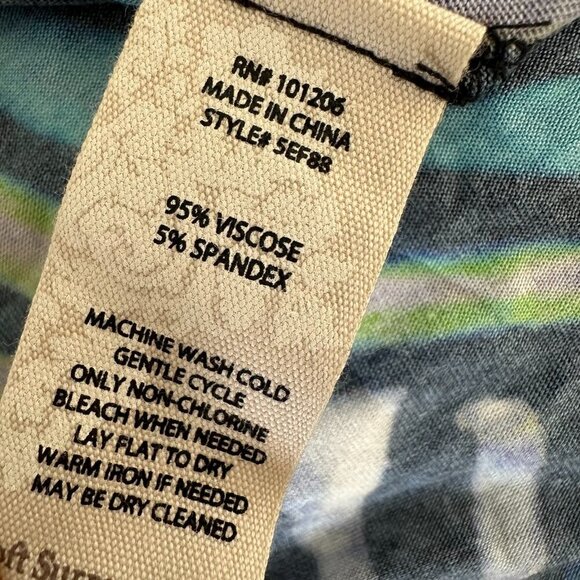 RN# 101206
MADE IN CHINA
STYLE# 5EF88
95% VISCOSE
5% SPANDEX
MACHINE WASH COLD
GENTLE CYCLE
ONLY NON-CHLORINE
BLEACH WHEN NEEDED
LAY FLAT TO DRY
WARM IRON IF NEEDED
MAY BE DRY CLEANED